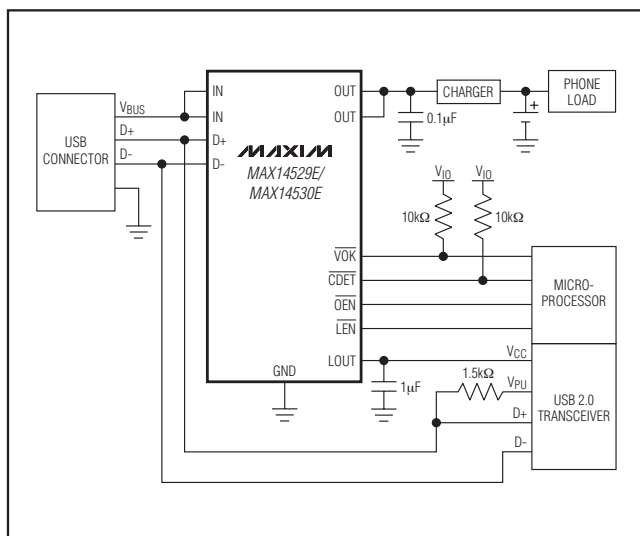 USB
CONNECTOR
VBUS
D+
D-
IN
IN
D+
D-
MAXIM
MAX14529E/
MAX14530E
GND
OUT
OUT
0.1µF
CHARGER
+
PHONE
LOAD
VIO
VIO
10kΩ
10kΩ
VOK
CDET
OEN
LEN
LOUT
1µF
1.5kΩ
MICRO-
PROCESSOR
VCC
VPU
D+
D-
USB 2.0
TRANSCEIVER